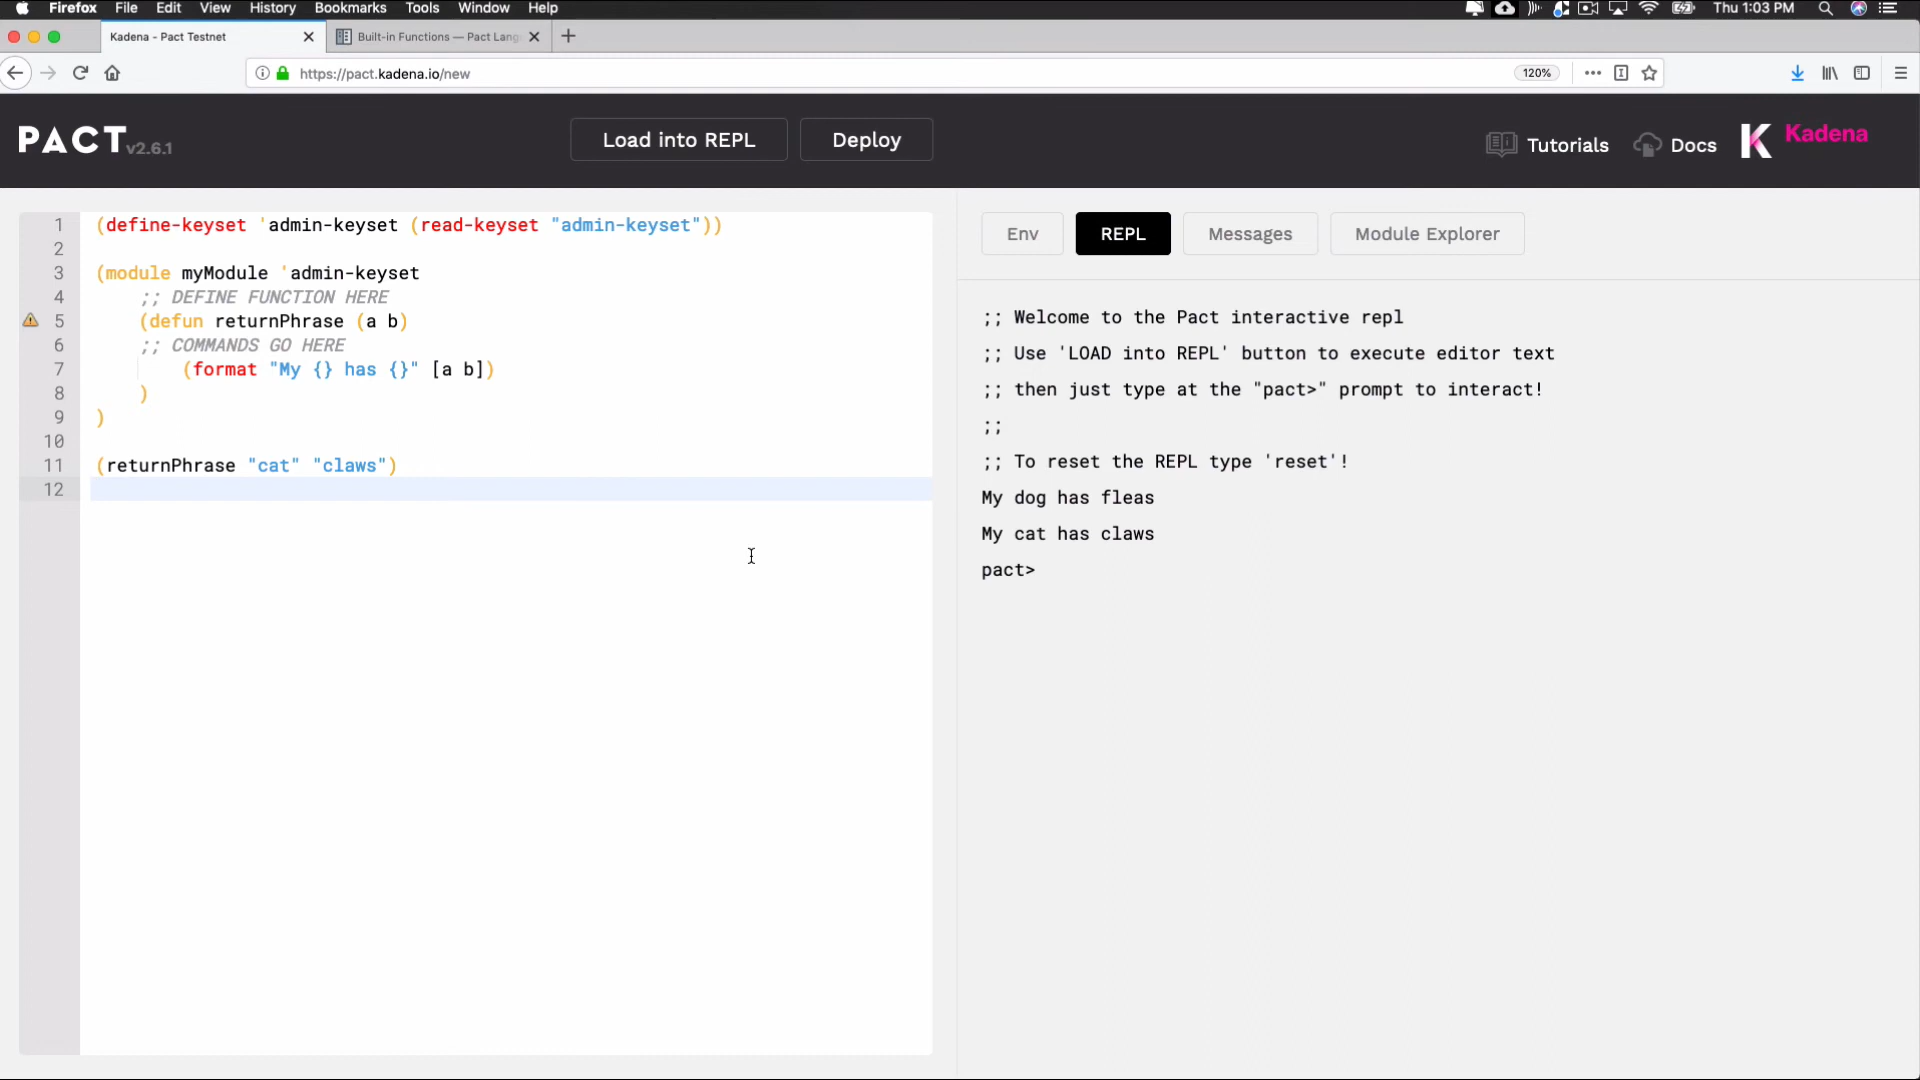 Firefox File Edit View History Bookmarks Tools Window Help Thu 1:03 PM
Kadena - Pact Testnet Built-in Functions — Pact Lang
https://pact.kadena.io/new 120%
PACT v2.6.1 Load into REPL Deploy Tutorials Docs K Kadena
1 (define-keyset 'admin-keyset (read-keyset "admin-keyset"))
2
3 (module myModule 'admin-keyset
4 ;; DEFINE FUNCTION HERE
5 (defun returnPhrase (a b)
6 ;; COMMANDS GO HERE
7 (format "My {} has {}" [a b])
8 )
9 )
10
11 (returnPhrase "cat" "claws")
12
Env REPL Messages Module Explorer
;; Welcome to the Pact interactive repl
;; Use 'LOAD into REPL' button to execute editor text
;; then just type at the "pact>" prompt to interact!
;;
;; To reset the REPL type 'reset'!
My dog has fleas
My cat has claws
pact>